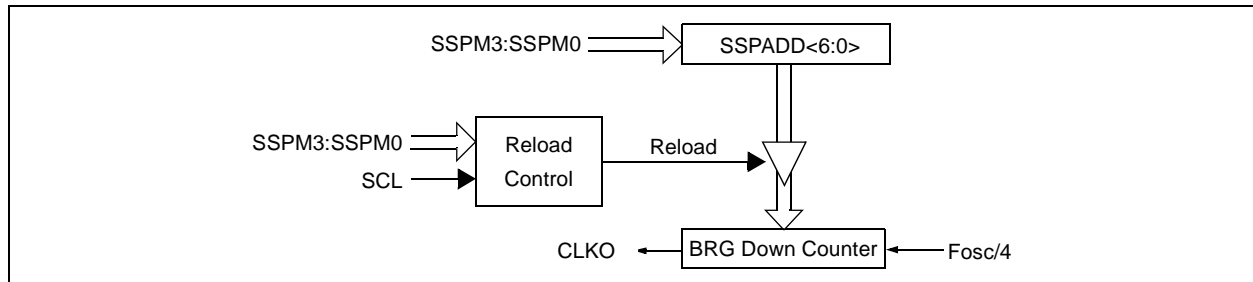 SSPM3:SSPM0
SSPADD<6:0>
SSPM3:SSPM0
SCL
Reload
Control
Reload
CLKO
BRG Down Counter
Fosc/4